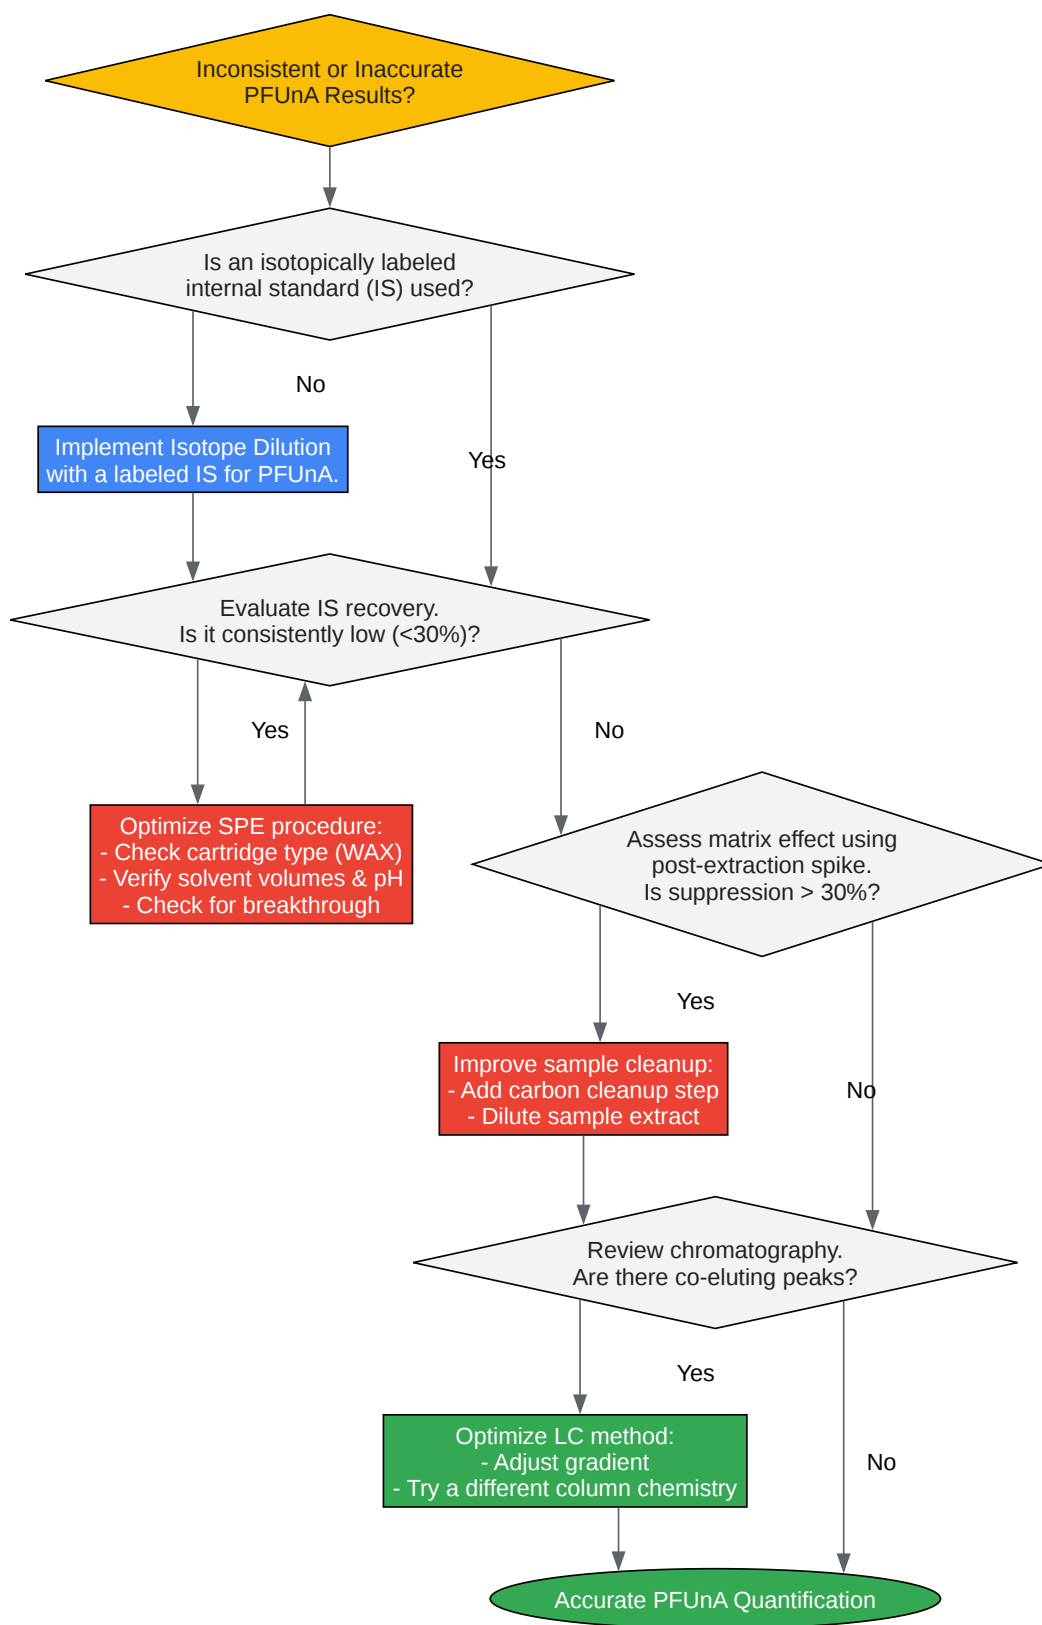 Inconsistent or Inaccurate
PFUnA Results?
Is an isotopically labeled
internal standard (IS) used?
No
Implement Isotope Dilution
with a labeled IS for PFUnA.
Yes
Evaluate IS recovery.
Is it consistently low (<30%)?
Yes
No
Optimize SPE procedure:
- Check cartridge type (WAX)
- Verify solvent volumes & pH
- Check for breakthrough
Assess matrix effect using
post-extraction spike.
Is suppression > 30%?
Yes
Improve sample cleanup:
- Add carbon cleanup step
- Dilute sample extract
No
Review chromatography.
Are there co-eluting peaks?
Yes
Optimize LC method:
- Adjust gradient
- Try a different column chemistry
No
Accurate PFUnA Quantification